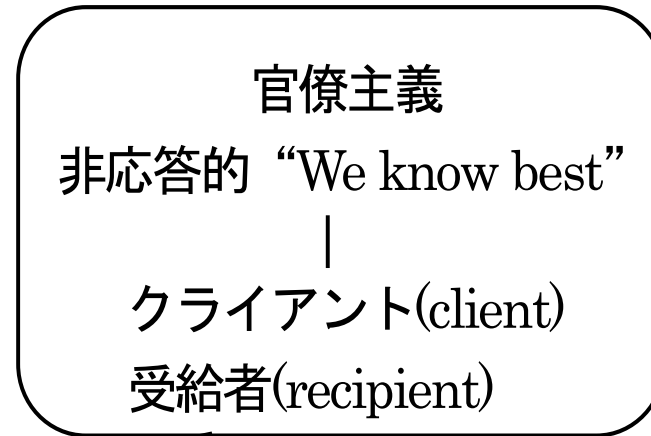 官僚主義
非応答的“We know best”
|
クライアント(client)
受給者(recipient)